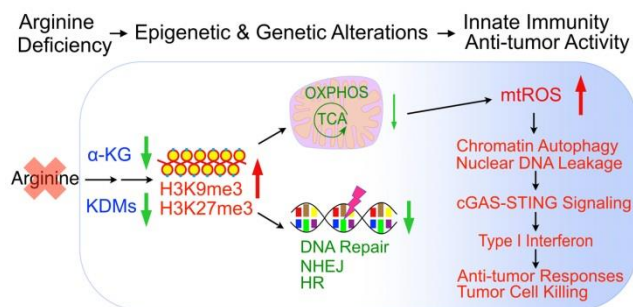 Arginine
Deficiency
Epigenetic & Genetic Alterations
Innate Immunity
Anti-tumor Activity
Arginine
α-KG
KDMs
H3K9me3
H3K27me3
OXPHOS
TCA
DNA Repair
NHEJ
HR
mtROS
Chromatin Autophagy
Nuclear DNA Leakage
cGAS-STING Signaling
Type I Interferon
Anti-tumor Responses
Tumor Cell Killing